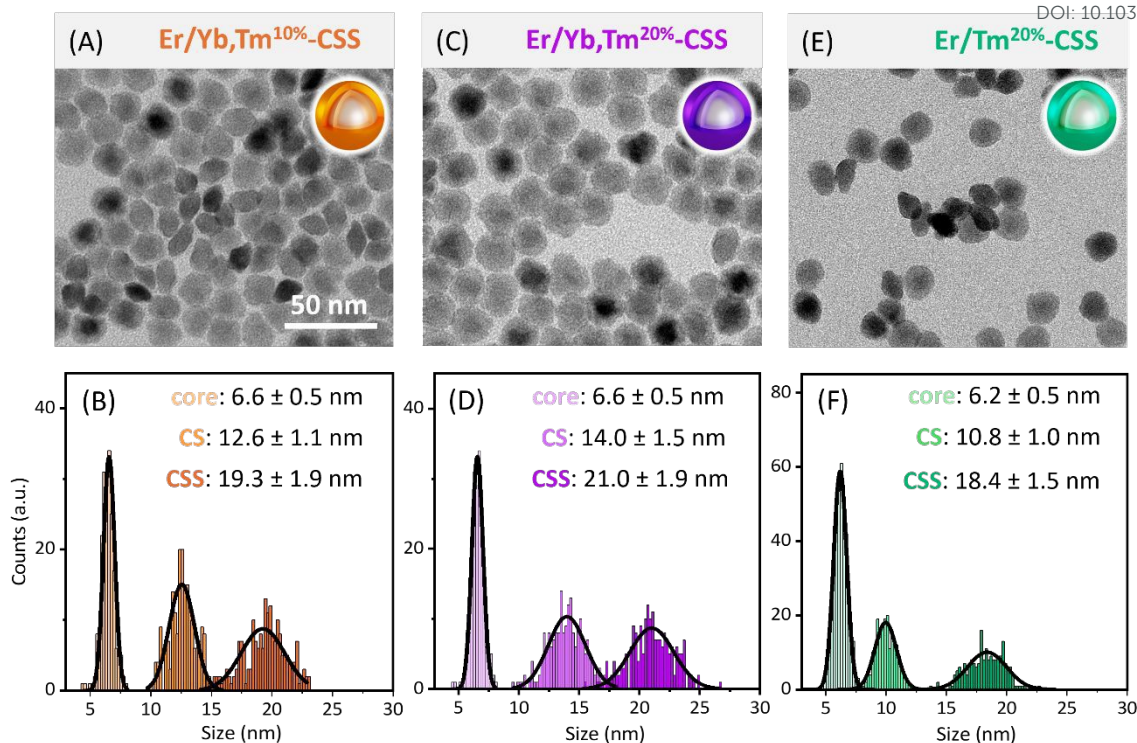 DOI: 10.103
(A) Er/Yb,Tm10%-CSS
(C) Er/Yb,Tm20%-CSS
(E) Er/Tm20%-CSS
50 nm
(B)
core: 6.6 ± 0.5 nm
CS: 12.6 ± 1.1 nm
CSS: 19.3 ± 1.9 nm
40
20
0
Counts (a.u.)
5 10 15 20 25 30
Size (nm)
(D)
core: 6.6 ± 0.5 nm
CS: 14.0 ± 1.5 nm
CSS: 21.0 ± 1.9 nm
40
20
0
5 10 15 20 25 30
Size (nm)
(F)
core: 6.2 ± 0.5 nm
CS: 10.8 ± 1.0 nm
CSS: 18.4 ± 1.5 nm
80
60
40
20
0
5 10 15 20 25 30
Size (nm)